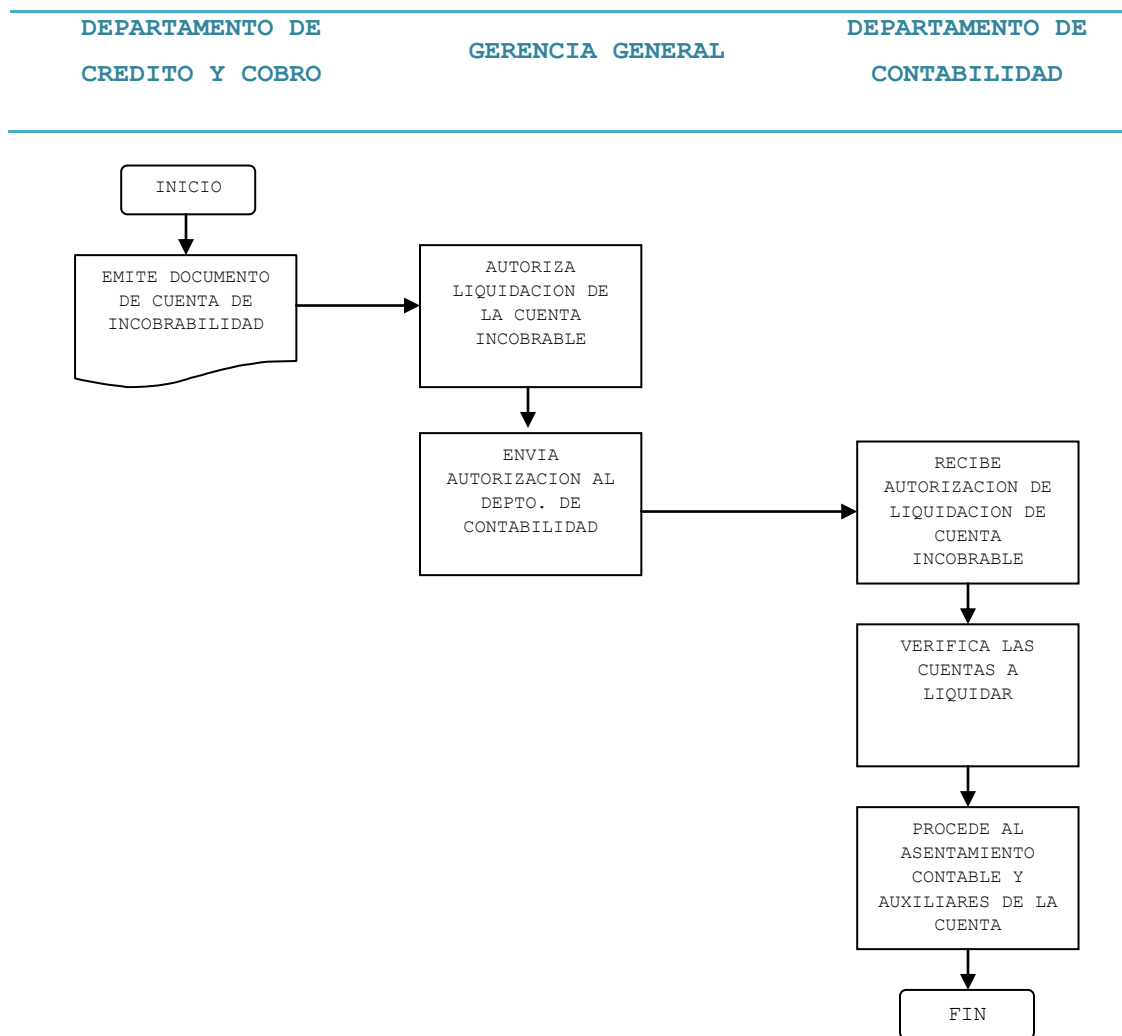 DEPARTAMENTO DE
CREDITO Y COBRO
GERENCIA GENERAL
DEPARTAMENTO DE
CONTABILIDAD
INICIO
EMITE DOCUMENTO
DE CUENTA DE
INCOBRABILIDAD
AUTORIZA
LIQUIDACION DE
LA CUENTA
INCOBRABLE
ENVIA
AUTORIZACION AL
DEPTO. DE
CONTABILIDAD
RECIBE
AUTORIZACION DE
LIQUIDACION DE
CUENTA
INCOBRABLE
VERIFICA LAS
CUENTAS A
LIQUIDAR
PROCEDE AL
ASENTAMIENTO
CONTABLE Y
AUXILIARES DE LA
CUENTA
FIN